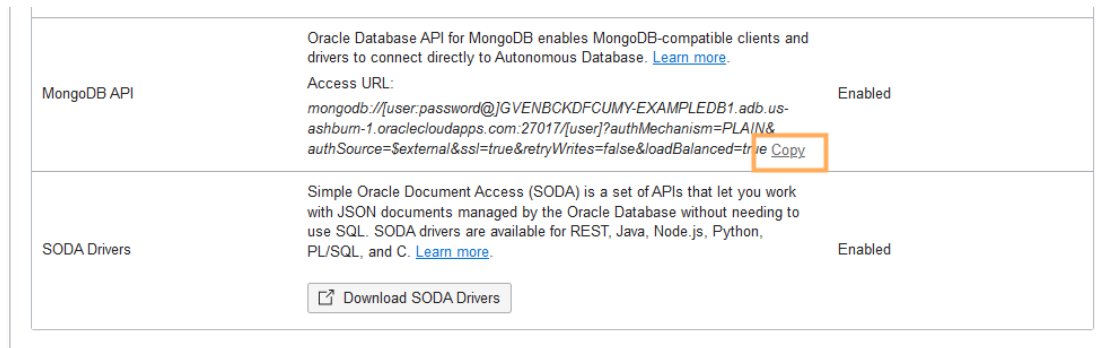 Oracle Database API for MongoDB enables MongoDB-compatible clients and
drivers to connect directly to Autonomous Database. Learn more.
MongoDB API
Access URL:
Enabled
mongodb://[user:password@]GVENBCKDFCUMY-EXAMPLEDB1.adb.us-
ashburn-1.oraclecloudapps.com:27017/[user]?authMechanism=PLAIN&
authSource=$external&ssl=true&retryWrites=false&loadBalanced=true Copy
Simple Oracle Document Access (SODA) is a set of APIs that let you work
with JSON documents managed by the Oracle Database without needing to
use SQL. SODA drivers are available for REST, Java, Node.js, Python,
SODA Drivers
PL/SQL, and C. Learn more.
Enabled
Download SODA Drivers